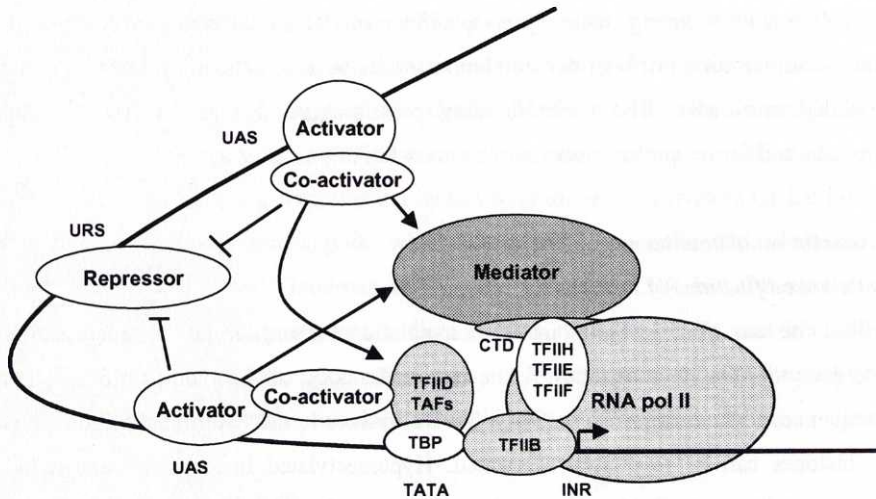 UAS
Activator
Co-activator
URS
Repressor
Mediator
CTD
TFIIH
TFIIE
TFIIF
RNA pol II
TFIID
TAFs
Co-activator
Activator
TBP
TFIIB
UAS
TATA
INR